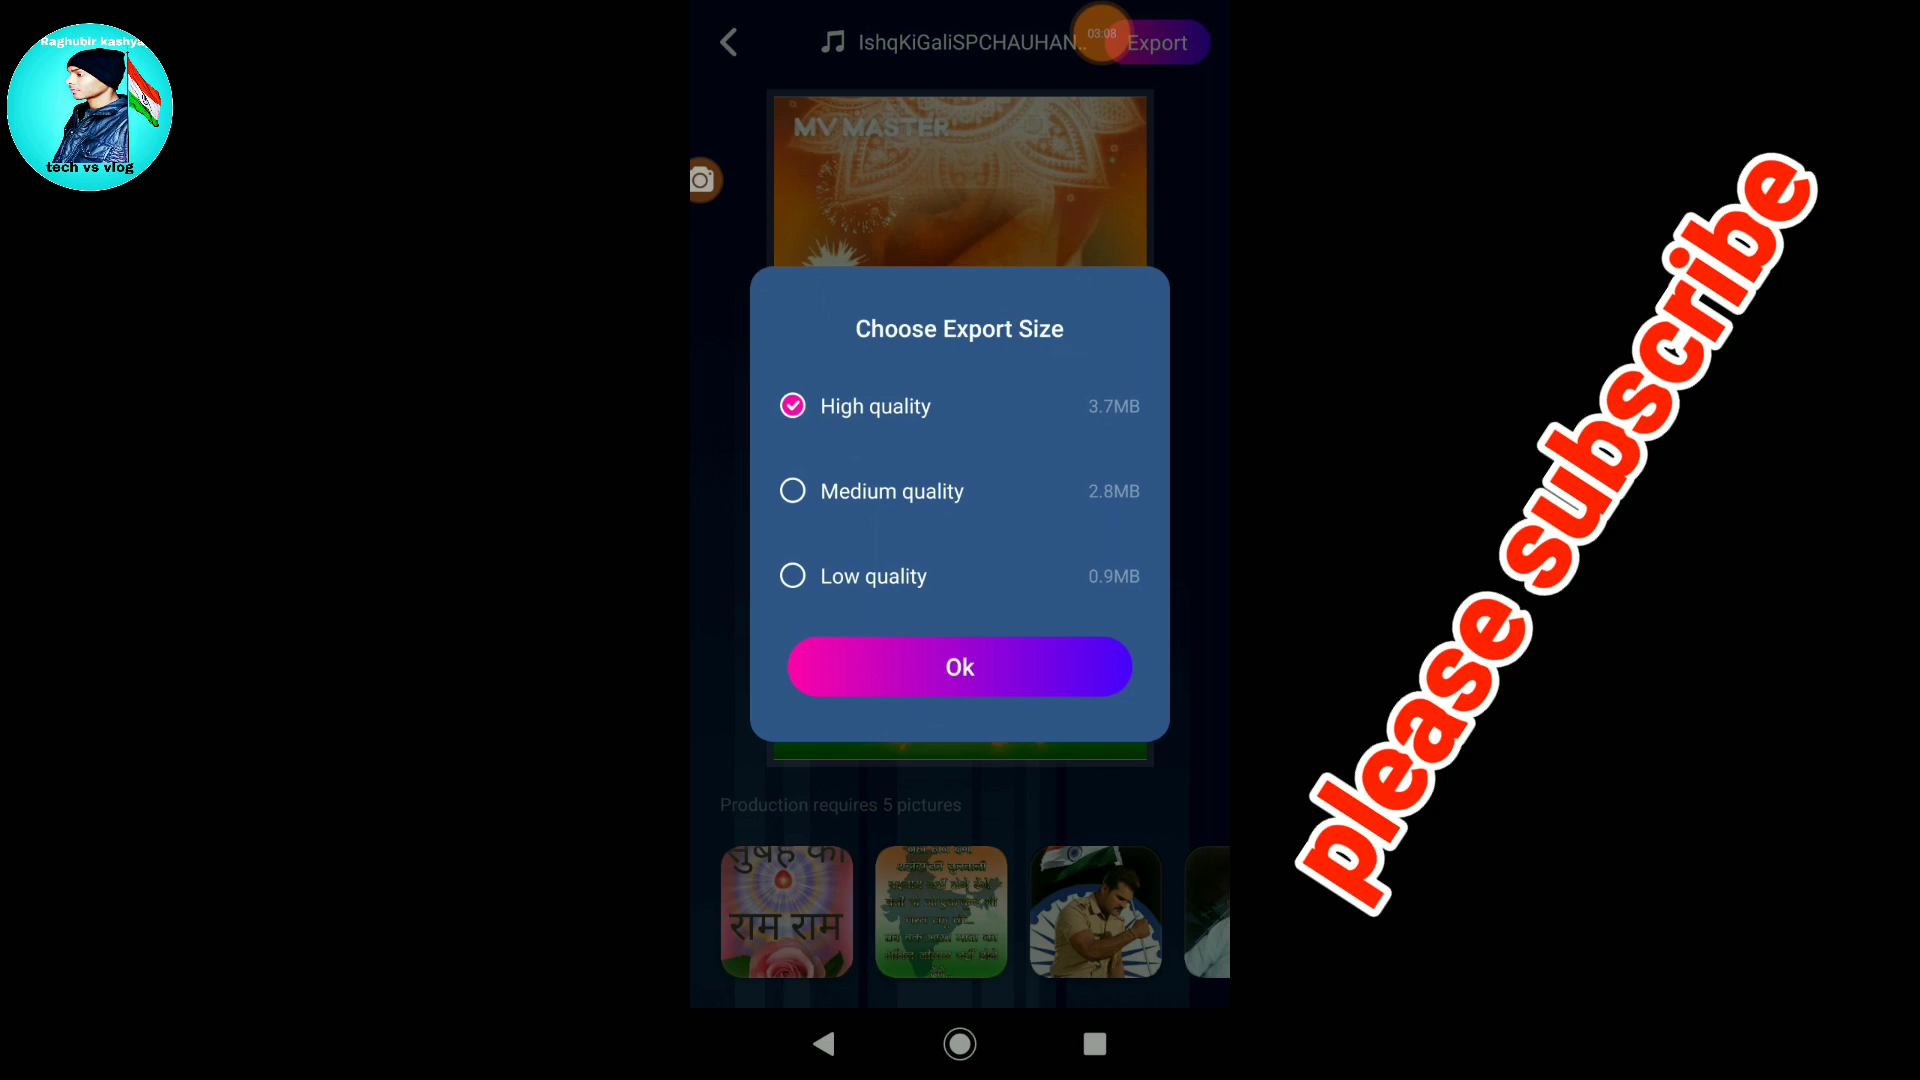 Raghubir kashya
tech vs vlog
IshqKiGaliSPCHAUHAN..
03:08
Export
MV MASTER
Choose Export Size
High quality 3.7MB
Medium quality 2.8MB
Low quality 0.9MB
Ok
Production requires 5 pictures
सुबह की
राम राम
please subscribe